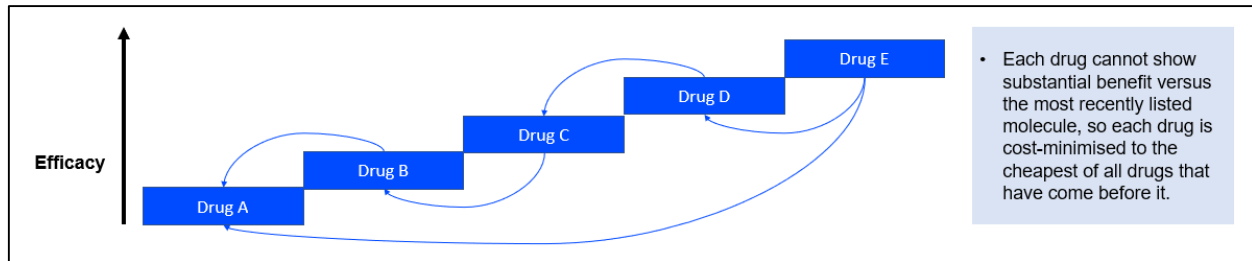 Efficacy
Drug A
Drug B
Drug C
Drug D
Drug E
• Each drug cannot show
substantial benefit versus
the most recently listed
molecule, so each drug is
cost-minimised to the
cheapest of all drugs that
have come before it.